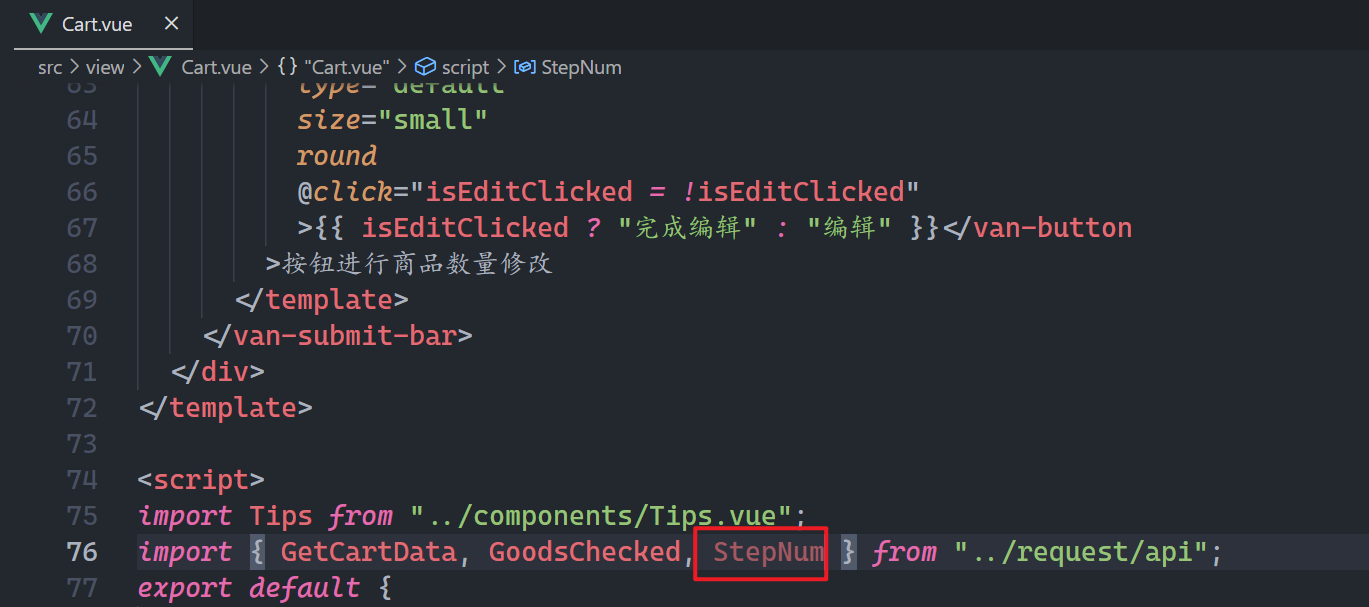 Cart.vue ×
src > view > Cart.vue > {} "Cart.vue" > script > StepNum
63 type="default"
64 size="small"
65 round
66 @click="isEditClicked = !isEditClicked"
67 >{{ isEditClicked ? "完成编辑" : "编辑" }}</van-button
68 >按钮进行商品数量修改
69 </template>
70 </van-submit-bar>
71 </div>
72 </template>
73
74 <script>
75 import Tips from "../components/Tips.vue";
76 import { GetCartData, GoodsChecked, StepNum } from "../request/api";
77 export default {